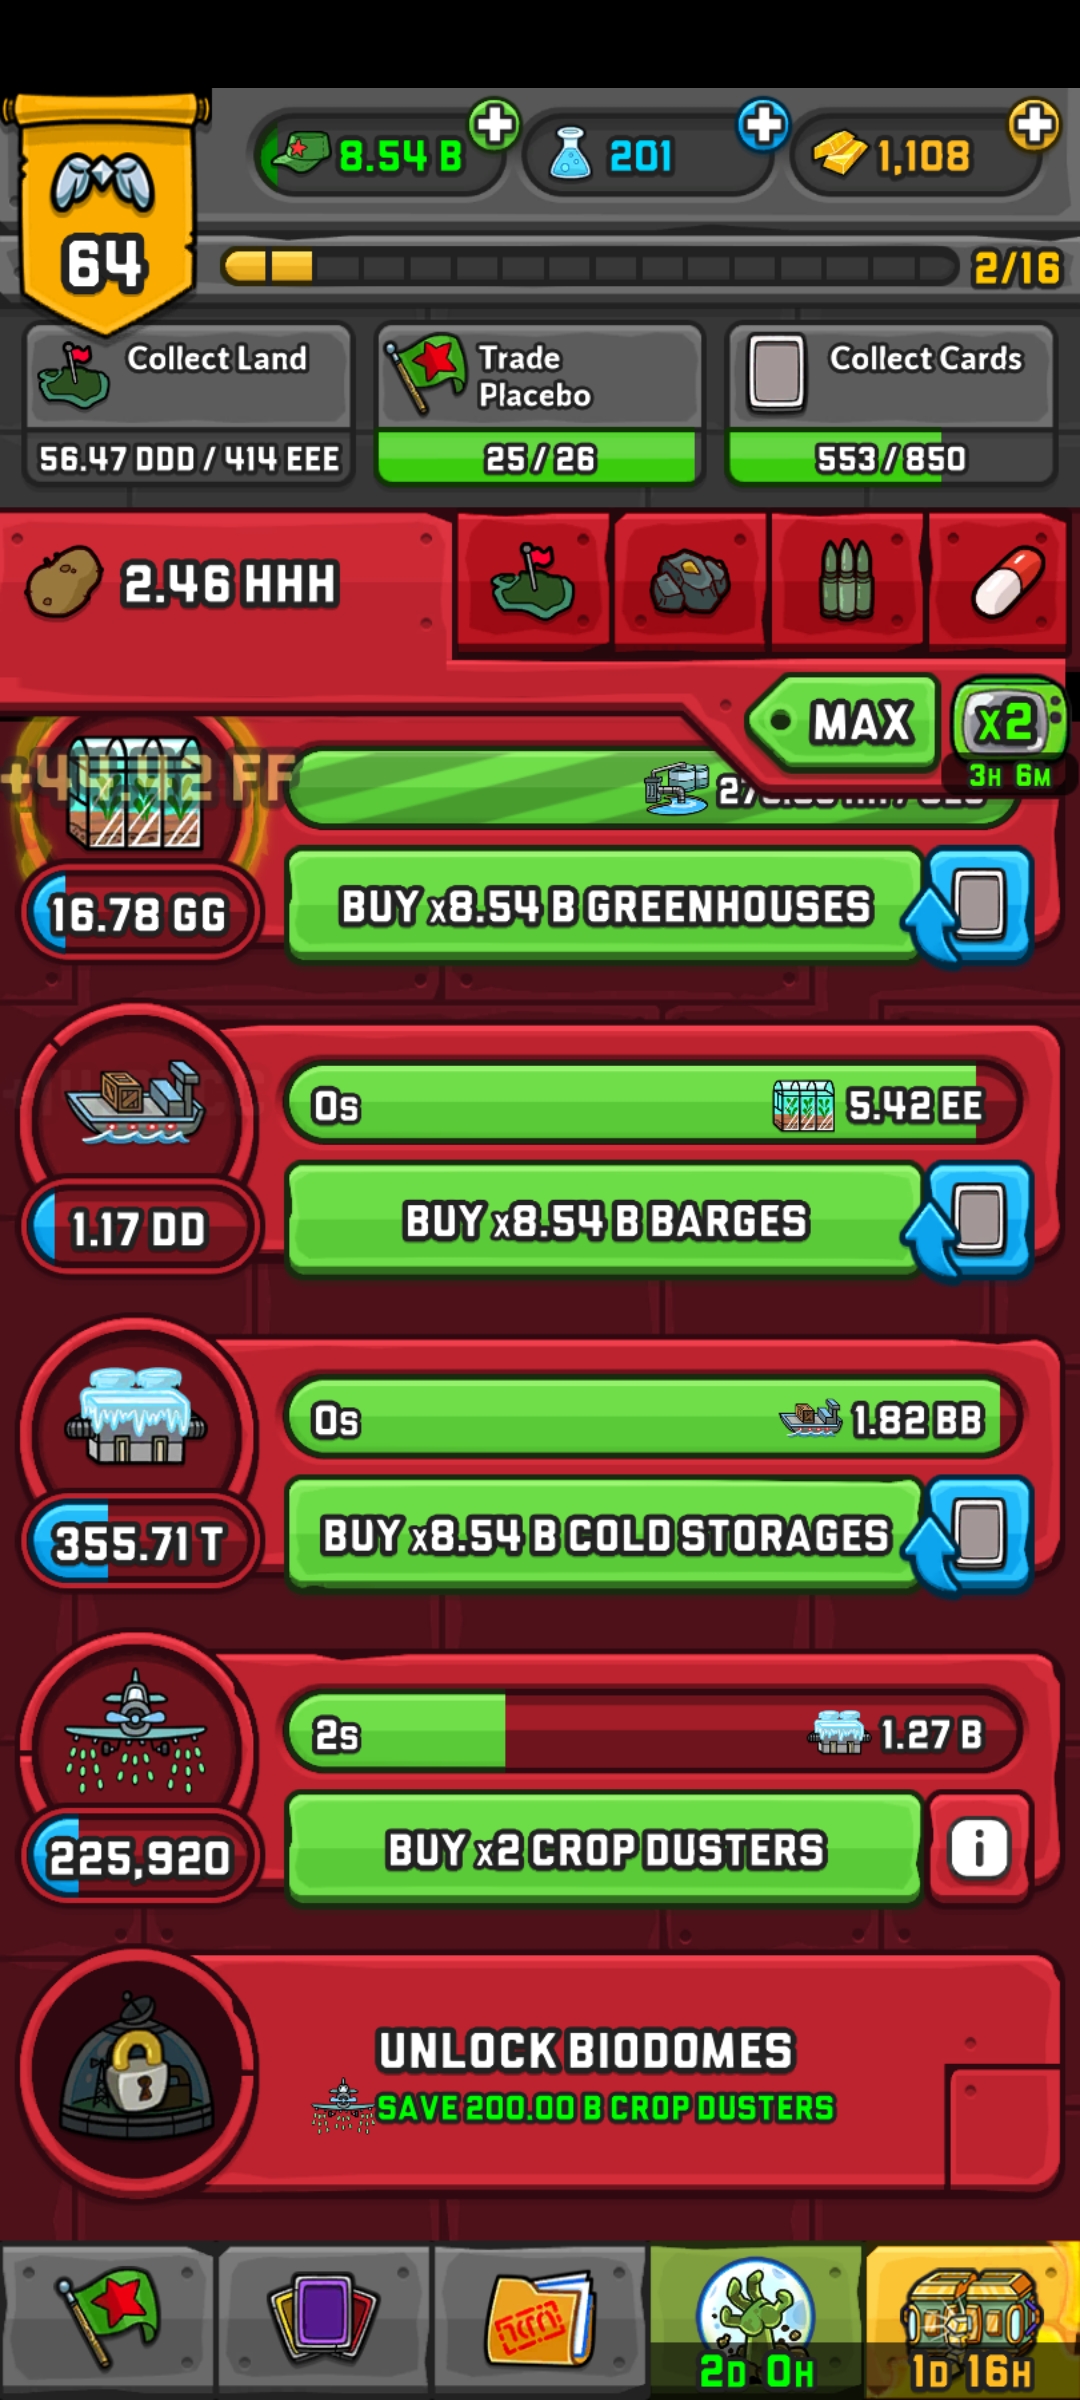 8.54 B
201
1,108
64
2/16
Collect Land
56.47 DDD / 414 EEE
Trade
Placebo
25 / 26
Collect Cards
553 / 850
2.46 HHH
MAX
X2
3H 6M
16.78 GG
BUY x8.54 B GREENHOUSES
0s
5.42 EE
1.17 DD
BUY x8.54 B BARGES
0s
1.82 BB
355.71 T
BUY x8.54 B COLD STORAGES
2s
1.27 B
225,920
BUY x2 CROP DUSTERS
i
UNLOCK BIODOMES
SAVE 200.00 B CROP DUSTERS
2D 0H
1D 16H